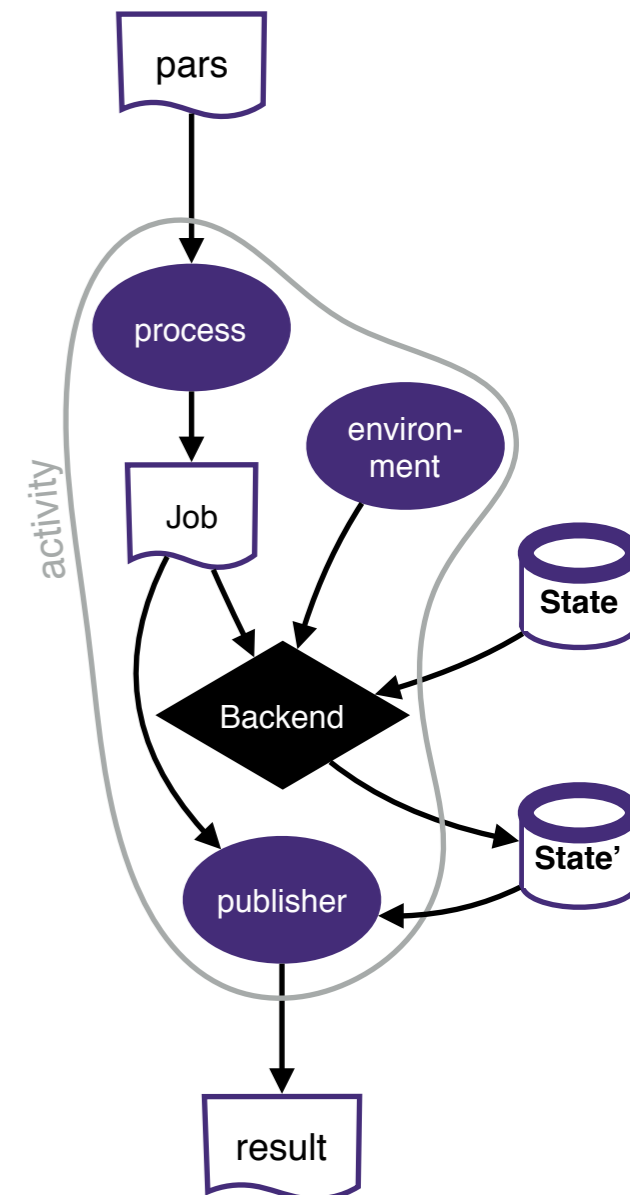 pars
process
environ-
ment
activity
Job
State
Backend
State’
publisher
result